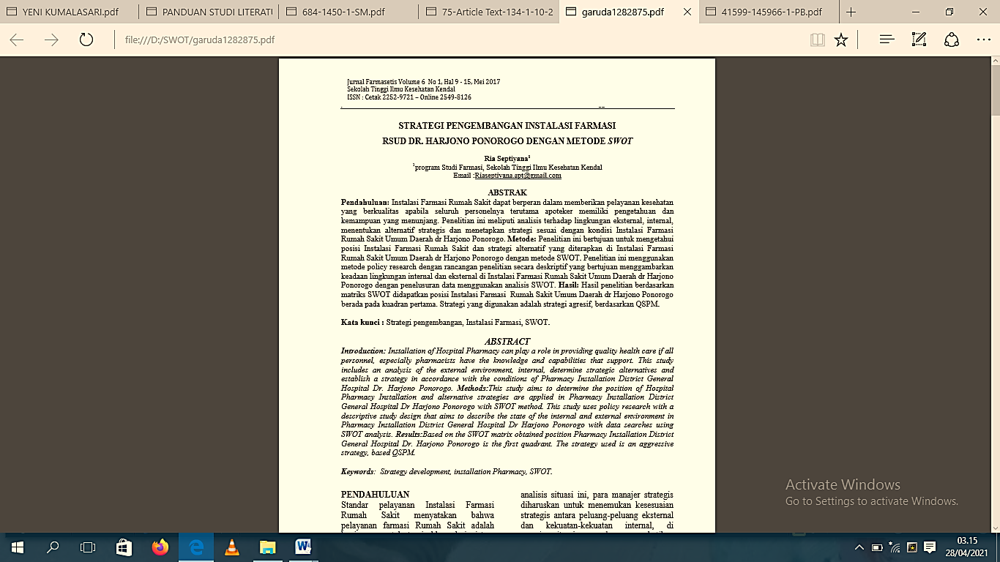 YENI KUMALASARI.pdf
PANDUAN STUDI LITERATU
684-1450-1-SM.pdf
75-Article Text-134-1-10-2
garuda1282875.pdf
41599-145966-1-PB.pdf
file:///D:/SWOT/garuda1282875.pdf
Jurnal Farmasetis Volume 6 No 1, Hal 9 - 15, Mei 2017
Sekolah Tinggi Ilmu Kesehatan Kendal
ISSN : Cetak 2252-9721 – Online 2549-8126
STRATEGI PENGEMBANGAN INSTALASI FARMASI
RSUD DR. HARJONO PONOROGO DENGAN METODE SWOT
Ria Septiyana¹
¹program Studi Farmasi, Sekolah Tinggi Ilmu Kesehatan Kendal
Email :Riaseptiyana.apt@gmail.com
ABSTRAK
Pendahuluan: Instalasi Farmasi Rumah Sakit dapat berperan dalam memberikan pelayanan kesehatan
yang berkualitas apabila seluruh personelnya terutama apoteker memiliki pengetahuan dan
kemampuan yang menunjang. Penelitian ini meliputi analisis terhadap lingkungan eksternal, internal,
menentukan alternatif strategis dan menetapkan strategi sesuai dengan kondisi Instalasi Farmasi
Rumah Sakit Umum Daerah dr Harjono Ponorogo. Metode: Penelitian ini bertujuan untuk mengetahui
posisi Instalasi Farmasi Rumah Sakit dan strategi alternatif yang diterapkan di Instalasi Farmasi
Rumah Sakit Umum Daerah dr Harjono Ponorogo dengan metode SWOT. Penelitian ini menggunakan
metode policy research dengan rancangan penelitian secara deskriptif yang bertujuan menggambarkan
keadaan lingkungan internal dan eksternal di Instalasi Farmasi Rumah Sakit Umum Daerah dr Harjono
Ponorogo dengan penelusuran data menggunakan analisis SWOT. Hasil: Hasil penelitian berdasarkan
matriks SWOT didapatkan posisi Instalasi Farmasi Rumah Sakit Umum Daerah dr Harjono Ponorogo
berada pada kuadran pertama. Strategi yang digunakan adalah strategi agresif, berdasarkan QSPM.
Kata kunci : Strategi pengembangan, Instalasi Farmasi, SWOT.
ABSTRACT
Introduction: Installation of Hospital Pharmacy can play a role in providing quality health care if all
personnel, especially pharmacists have the knowledge and capabilities that support. This study
includes an analysis of the external environment, internal, determine strategic alternatives and
establish a strategy in accordance with the conditions of Pharmacy Installation District General
Hospital Dr. Harjono Ponorogo. Methods:This study aims to determine the position of Hospital
Pharmacy Installation and alternative strategies are applied in Pharmacy Installation District
General Hospital Dr Harjono Ponorogo with SWOT method. This study uses policy research with a
descriptive study design that aims to describe the state of the internal and external environment in
Pharmacy Installation District General Hospital Dr Harjono Ponorogo with data searches using
SWOT analysis. Results:Based on the SWOT matrix obtained position Pharmacy Installation District
General Hospital Dr. Harjono Ponorogo is the first quadrant. The strategy used is an aggressive
strategy, based QSPM.
Keywords: Strategy development, installation Pharmacy, SWOT.
PENDAHULUAN
Standar pelayanan Instalasi Farmasi
Rumah Sakit menyatakan bahwa
pelayanan farmasi Rumah Sakit adalah
analisis situasi ini, para manajer strategis
diharuskan untuk menemukan kesesuaian
strategis antara peluang-peluang eksternal
dan kekuatan-kekuatan internal, di
Activate Windows
Go to Settings to activate Windows.
03.15
28/04/2021